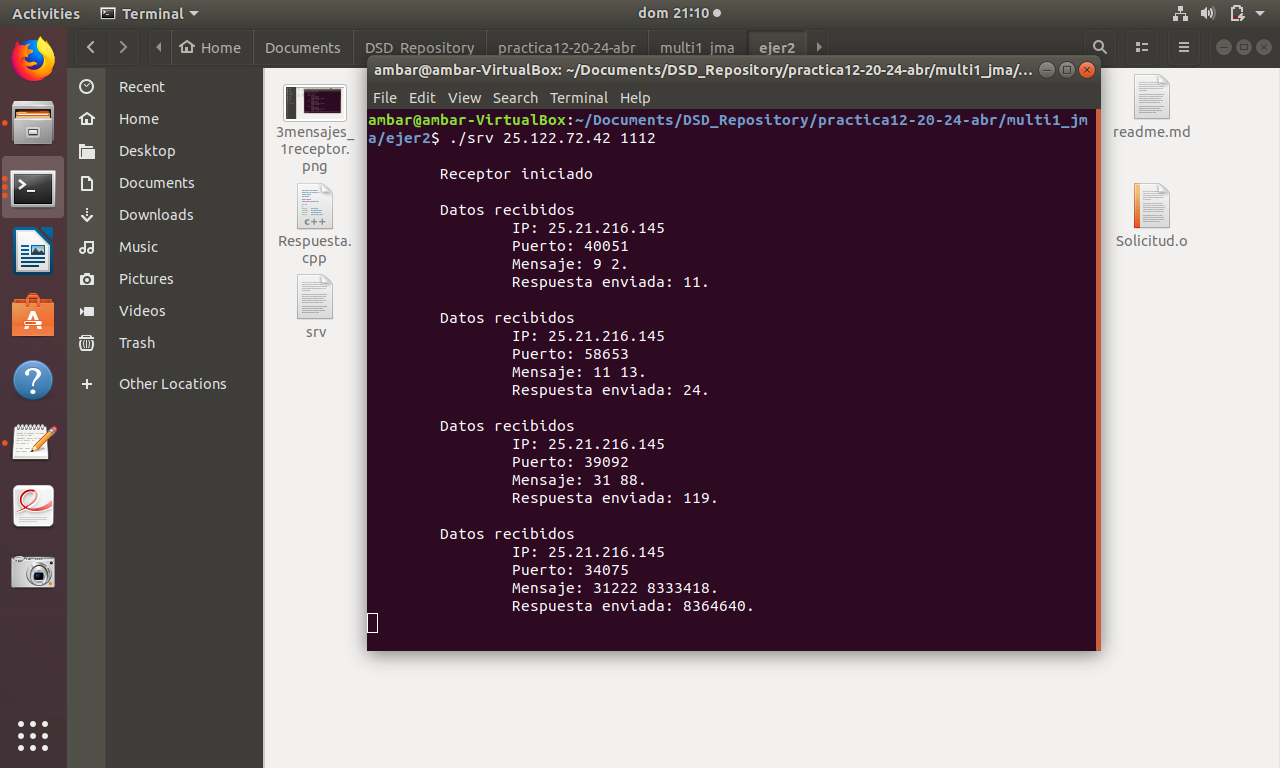 Activities Terminal dom 21:10
Home Documents DSD_Repository practica12-20-24-abr multi1_jma ejer2
Recent
Home
Desktop
Documents
Downloads
Music
Pictures
Videos
Trash
Other Locations
3mensajes_
1receptor.
png
c++
Respuesta.
cpp
srv
ambar@ambar-VirtualBox: ~/Documents/DSD_Repository/practica12-20-24-abr/multi1_jma/...
File Edit View Search Terminal Help
ambar@ambar-VirtualBox:~/Documents/DSD_Repository/practica12-20-24-abr/multi1_jm
a/ejer2$ ./srv 25.122.72.42 1112
Receptor iniciado
Datos recibidos
IP: 25.21.216.145
Puerto: 40051
Mensaje: 9 2.
Respuesta enviada: 11.
Datos recibidos
IP: 25.21.216.145
Puerto: 58653
Mensaje: 11 13.
Respuesta enviada: 24.
Datos recibidos
IP: 25.21.216.145
Puerto: 39092
Mensaje: 31 88.
Respuesta enviada: 119.
Datos recibidos
IP: 25.21.216.145
Puerto: 34075
Mensaje: 31222 8333418.
Respuesta enviada: 8364640.
readme.md
Solicitud.o